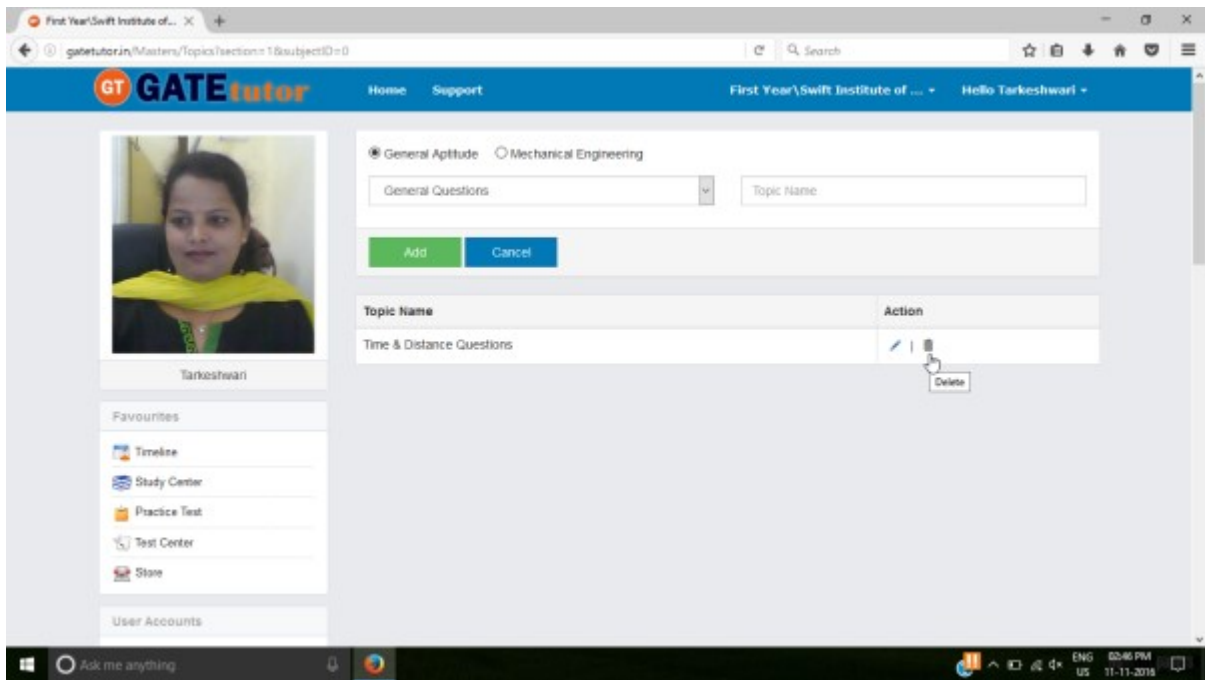 First Year\Swift Institute of...
gatetutor.in/Masters/Topics?section=1&subjectID=0
Search
GT GATEtutor
Home Support
First Year\Swift Institute of ....
Hello Tarkeshwari
General Aptitude
Mechanical Engineering
General Questions
Topic Name
Add
Cancel
Topic Name Action
Time & Distance Questions
|
Delete
Tarkeshwari
Favourites
Timeline
Study Center
Practice Test
Test Center
Store
User Accounts
Ask me anything
ENG
US
02:46 PM
11-11-2016